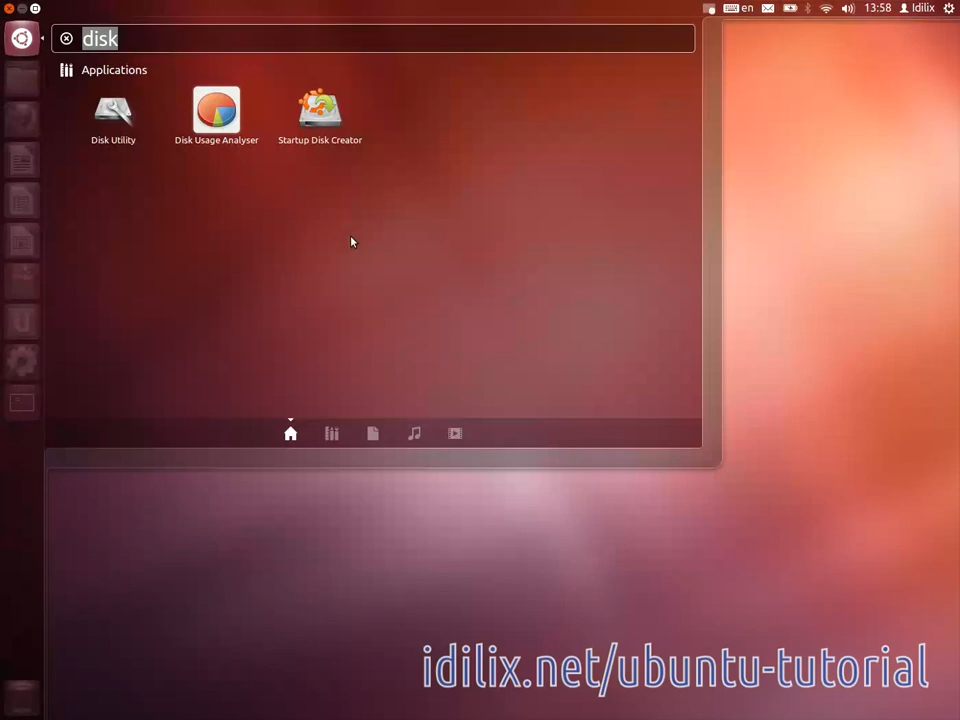 en
13:58
Idilix
disk
Applications
Disk Utility
Disk Usage Analyser
Startup Disk Creator
idilix.net/ubuntu-tutorial